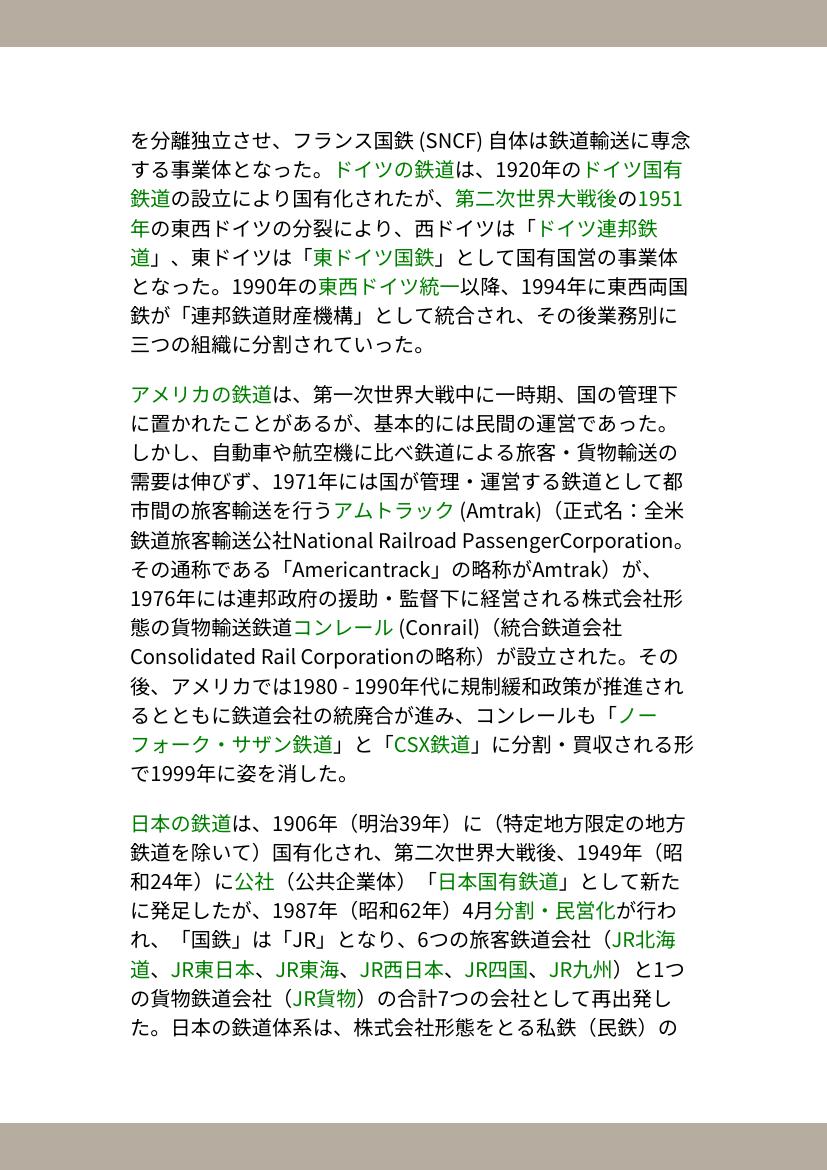 を分離独立させ、フランス国鉄 (SNCF) 自体は鉄道輸送に専念
する事業体となった。ドイツの鉄道は、1920年のドイツ国有
鉄道の設立により国有化されたが、第二次世界大戦後の1951
年の東西ドイツの分裂により、西ドイツは「ドイツ連邦鉄
道」、東ドイツは「東ドイツ国鉄」として国有国営の事業体
となった。1990年の東西ドイツ統一以降、1994年に東西両国
鉄が「連邦鉄道財産機構」として統合され、その後業務別に
三つの組織に分割されていった。
アメリカの鉄道は、第一次世界大戦中に一時期、国の管理下
に置かれたことがあるが、基本的には民間の運営であった。
しかし、自動車や航空機に比べ鉄道による旅客・貨物輸送の
需要は伸びず、1971年には国が管理・運営する鉄道として都
市間の旅客輸送を行うアムトラック (Amtrak)（正式名：全米
鉄道旅客輸送公社National Railroad PassengerCorporation。
その通称である「Americantrack」の略称がAmtrak）が、
1976年には連邦政府の援助・監督下に経営される株式会社形
態の貨物輸送鉄道コンレール (Conrail)（統合鉄道会社
Consolidated Rail Corporationの略称）が設立された。その
後、アメリカでは1980 - 1990年代に規制緩和政策が推進され
るとともに鉄道会社の統廃合が進み、コンレールも「ノー
フォーク・サザン鉄道」と「CSX鉄道」に分割・買収される形
で1999年に姿を消した。
日本の鉄道は、1906年（明治39年）に（特定地方限定の地方
鉄道を除いて）国有化され、第二次世界大戦後、1949年（昭
和24年）に公社（公共企業体）「日本国有鉄道」として新た
に発足したが、1987年（昭和62年）4月分割・民営化が行わ
れ、「国鉄」は「JR」となり、6つの旅客鉄道会社（JR北海
道、JR東日本、JR東海、JR西日本、JR四国、JR九州）と1つ
の貨物鉄道会社（JR貨物）の合計7つの会社として再出発し
た。日本の鉄道体系は、株式会社形態をとる私鉄（民鉄）の